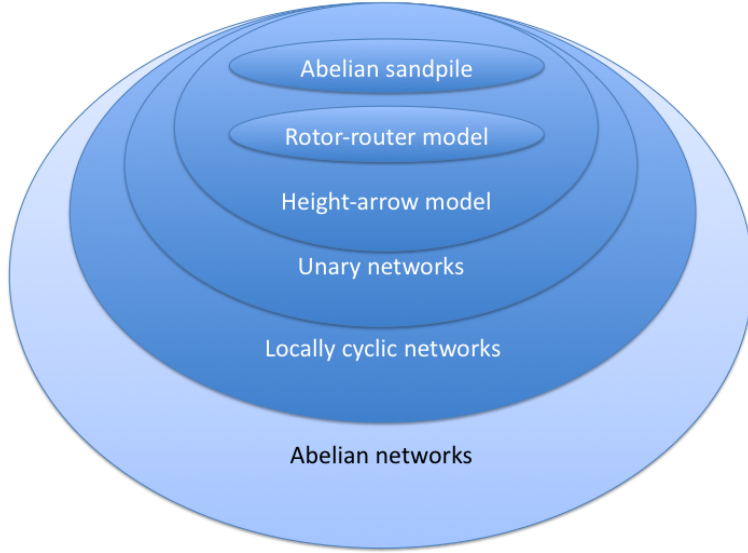 Abelian sandpile
Rotor-router model
Height-arrow model
Unary networks
Locally cyclic networks
Abelian networks